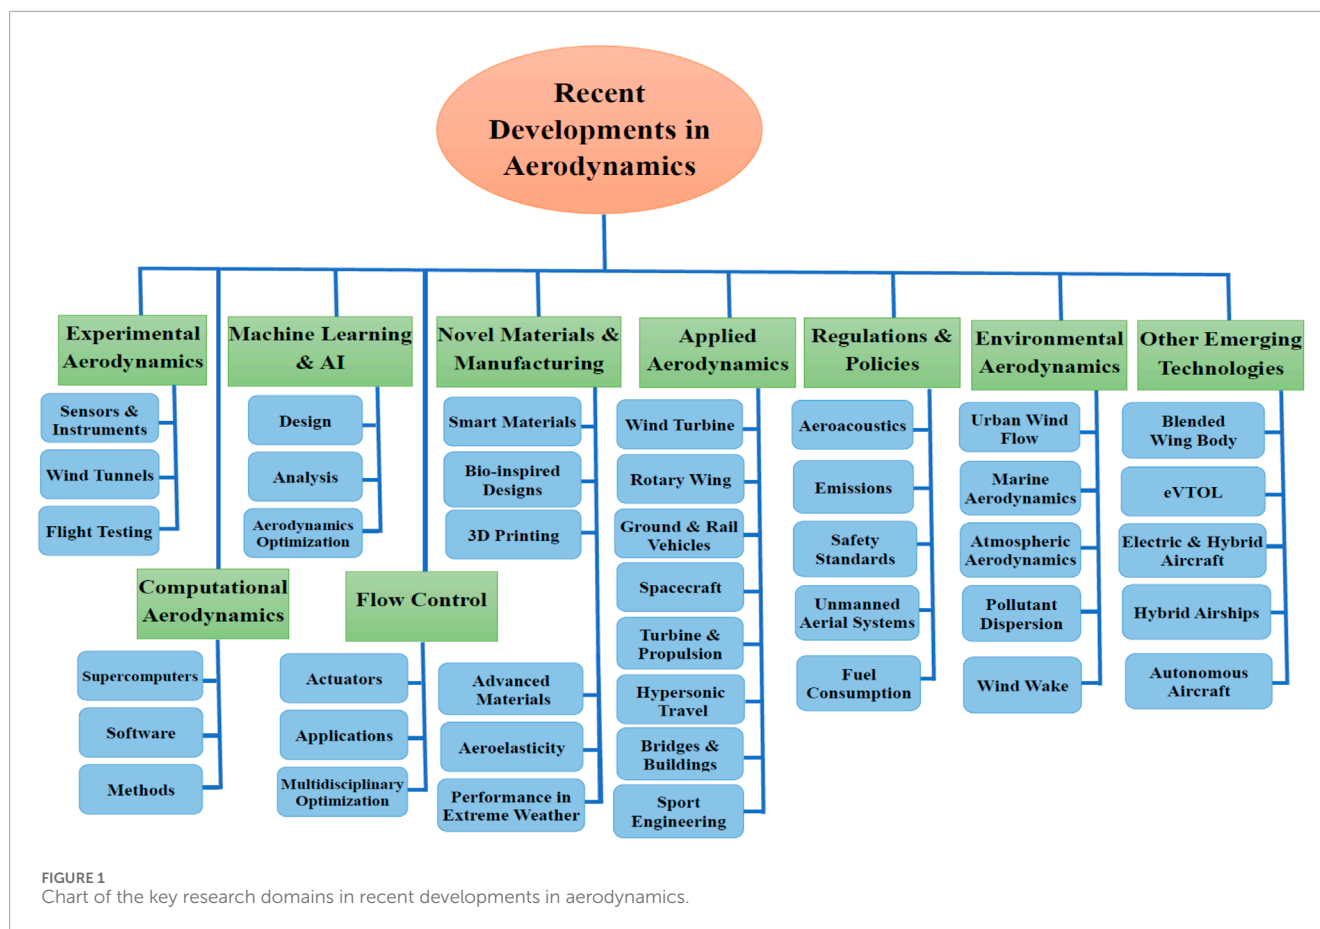 Recent
Developments in
Aerodynamics
Experimental
Aerodynamics
Sensors &
Instruments
Wind Tunnels
Flight Testing
Computational
Aerodynamics
Supercomputers
Software
Methods
Machine Learning
& AI
Design
Analysis
Aerodynamics
Optimization
Flow Control
Actuators
Applications
Multidisciplinary
Optimization
Novel Materials &
Manufacturing
Smart Materials
Bio-inspired
Designs
3D Printing
Advanced
Materials
Aeroelasticity
Performance in
Extreme Weather
Applied
Aerodynamics
Wind Turbine
Rotary Wing
Ground & Rail
Vehicles
Spacecraft
Turbine &
Propulsion
Hypersonic
Travel
Bridges &
Buildings
Sport
Engineering
Regulations &
Policies
Aeroacoustics
Emissions
Safety
Standards
Unmanned
Aerial Systems
Fuel
Consumption
Environmental
Aerodynamics
Urban Wind
Flow
Marine
Aerodynamics
Atmospheric
Aerodynamics
Pollutant
Dispersion
Wind Wake
Other Emerging
Technologies
Blended
Wing Body
eVTOL
Electric & Hybrid
Aircraft
Hybrid Airships
Autonomous
Aircraft
FIGURE 1
Chart of the key research domains in recent developments in aerodynamics.